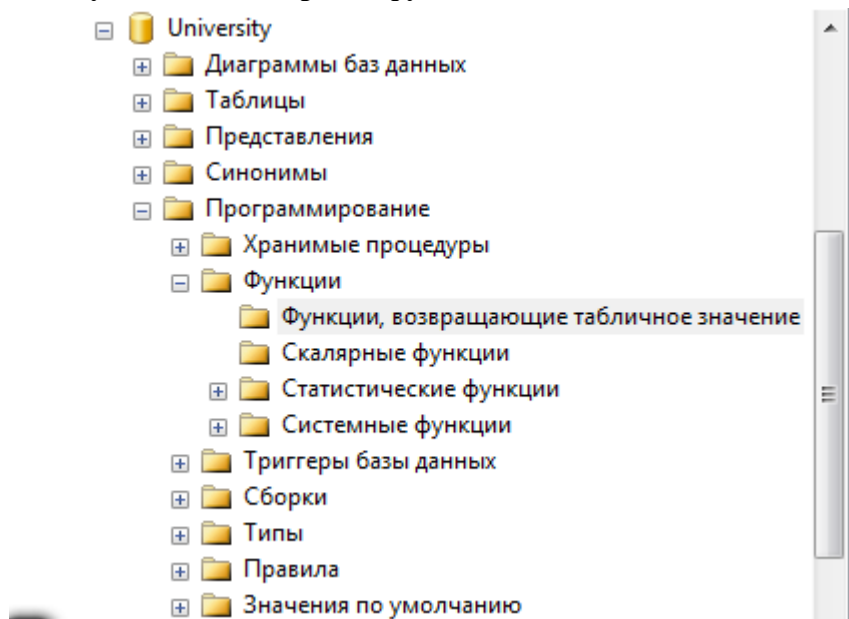 University
Диаграммы баз данных
Таблицы
Представления
Синонимы
Программирование
Хранимые процедуры
Функции
Функции, возвращающие табличное значение
Скалярные функции
Статистические функции
Системные функции
Триггеры базы данных
Сборки
Типы
Правила
Значения по умолчанию